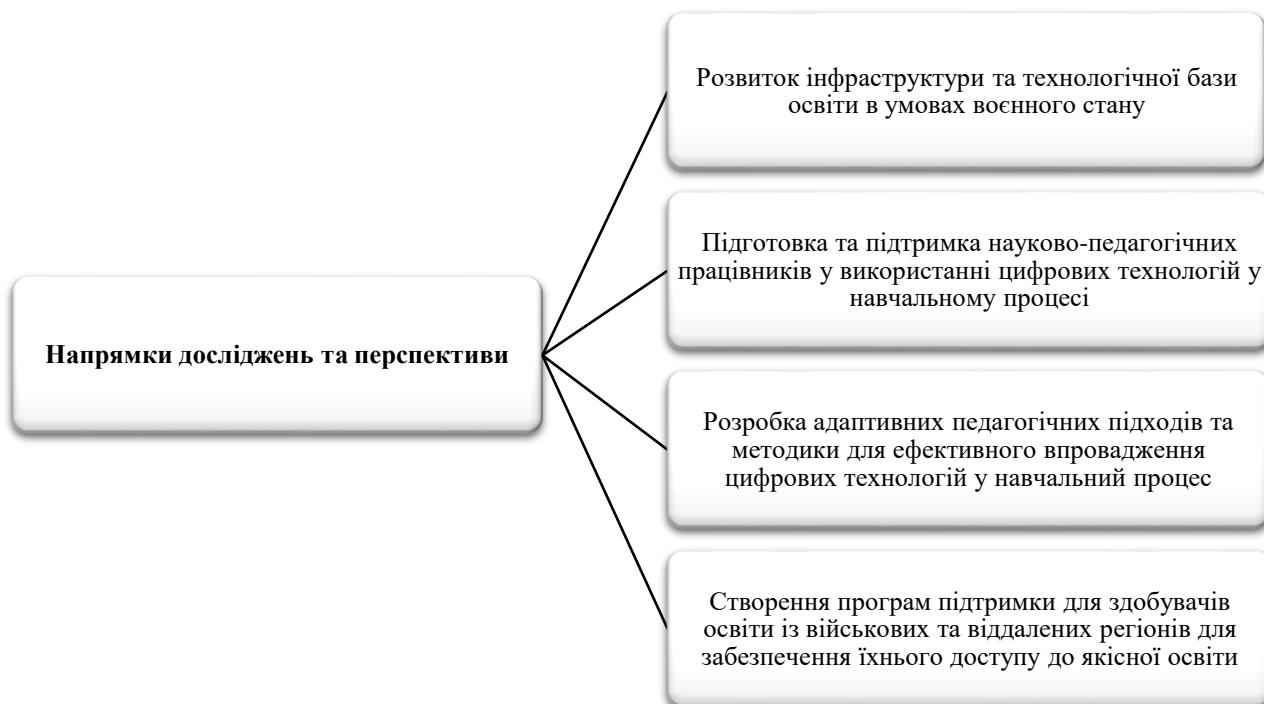 Напрямки досліджень та перспективи
Розвиток інфраструктури та технологічної бази
освіти в умовах воєнного стану
Підготовка та підтримка науково-педагогічних
працівників у використанні цифрових технологій у
навчальному процесі
Розробка адаптивних педагогічних підходів та
методики для ефективного впровадження
цифрових технологій у навчальний процес
Створення програм підтримки для здобувачів
освіти із військових та віддалених регіонів для
забезпечення їхнього доступу до якісної освіти